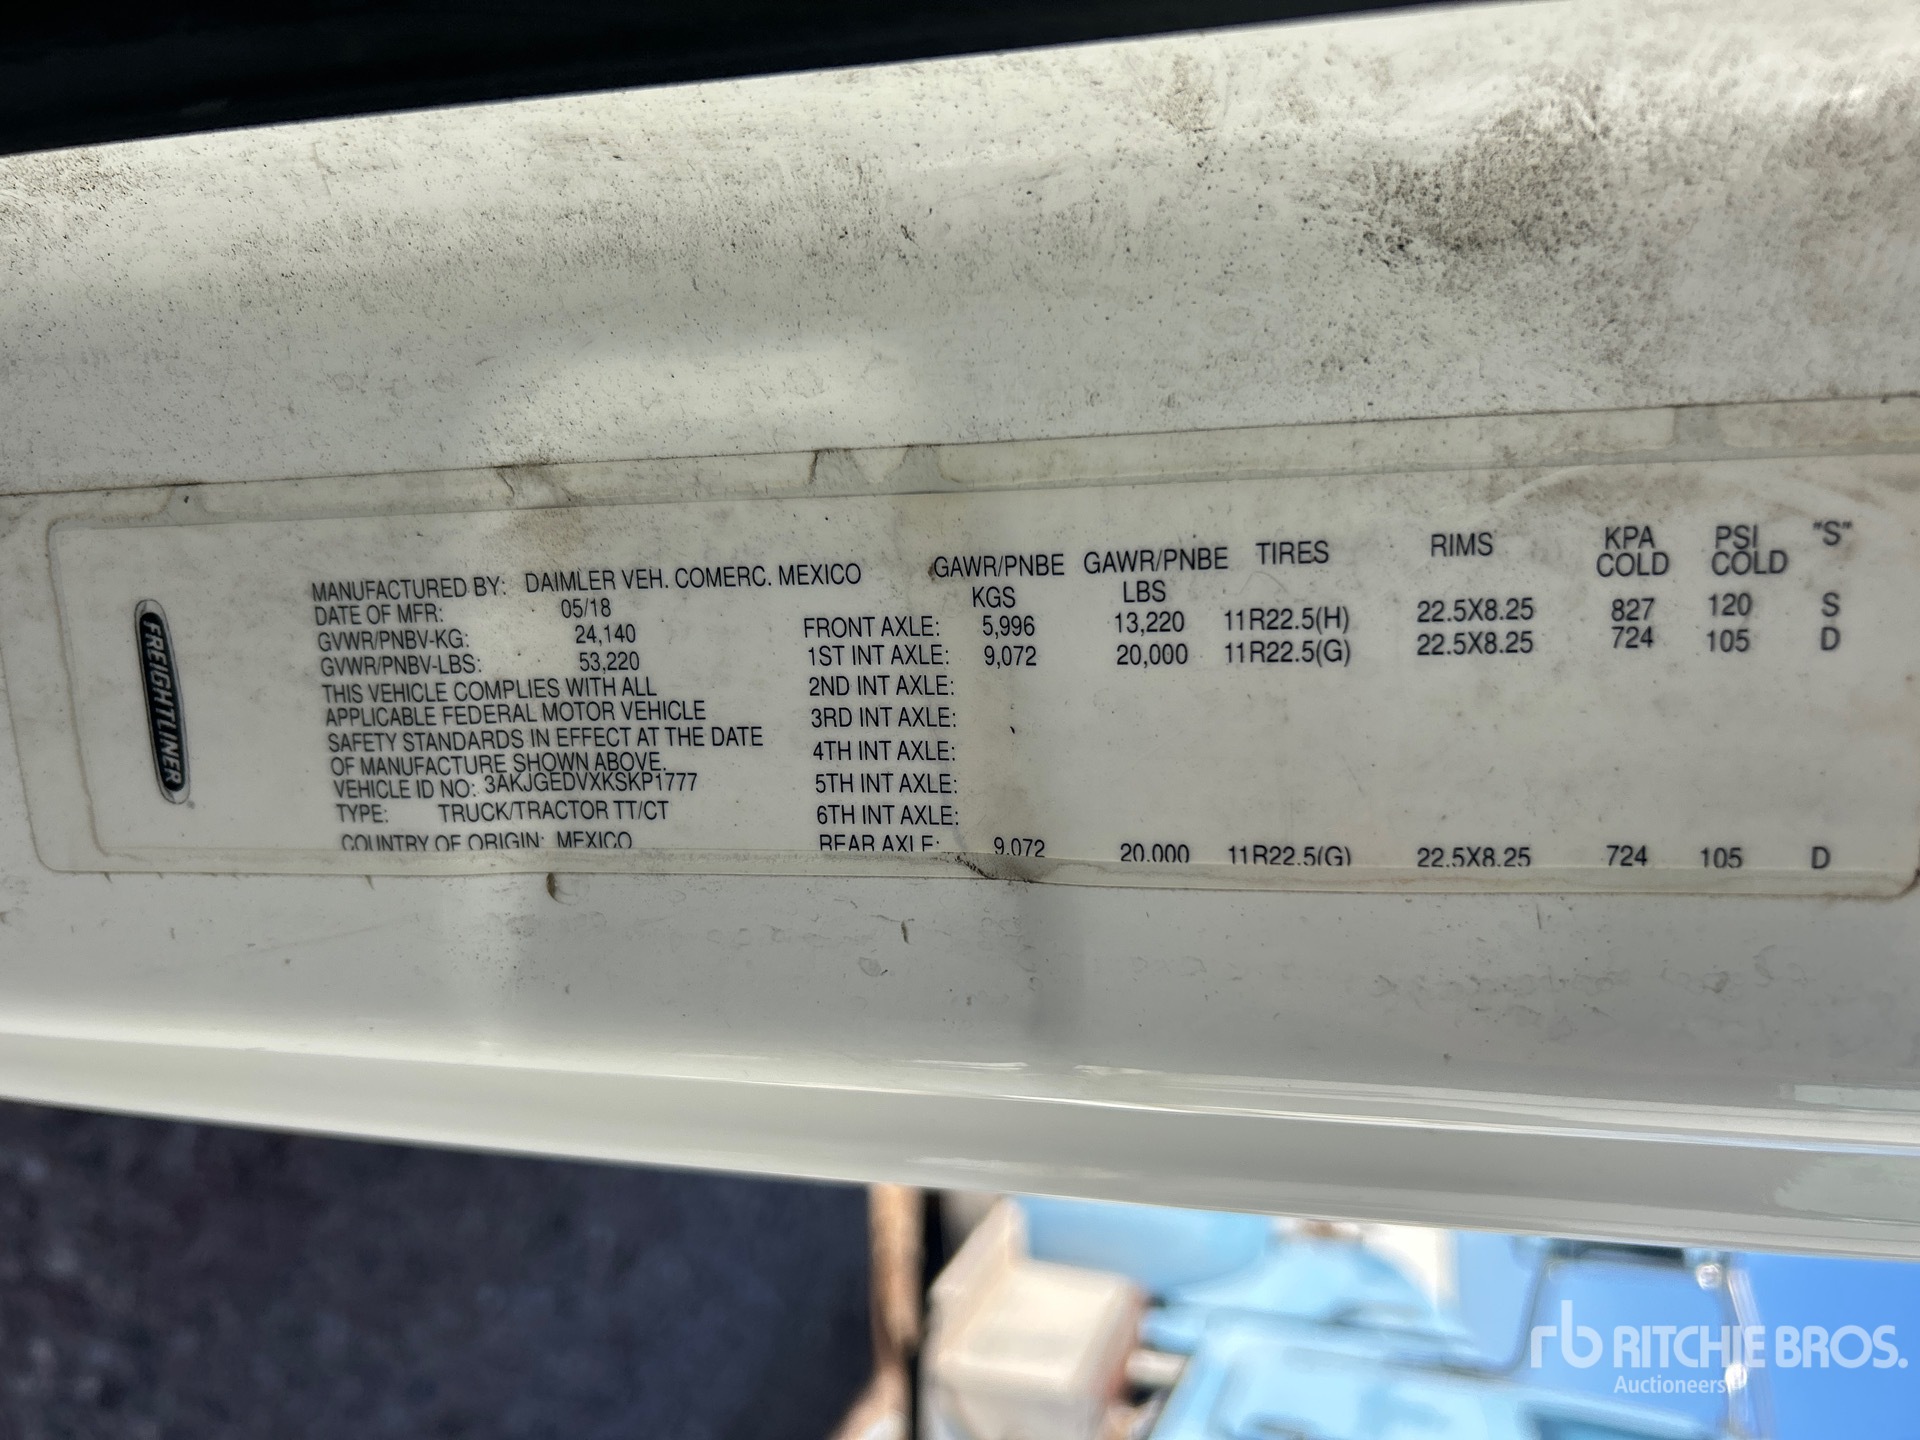 FREIGHTLINER
MANUFACTURED BY: DAIMLER VEH. COMERC. MEXICO
DATE OF MFR: 05/18
GVWR/PNBV-KG: 24,140
GVWR/PNBV-LBS: 53,220
THIS VEHICLE COMPLIES WITH ALL
APPLICABLE FEDERAL MOTOR VEHICLE
SAFETY STANDARDS IN EFFECT AT THE DATE
OF MANUFACTURE SHOWN ABOVE.
VEHICLE ID NO: 3AKJGEDVXKSKP1777
TYPE: TRUCK/TRACTOR TT/CT
COUNTRY OF ORIGIN: MEXICO
GAWR/PNBE KGS GAWR/PNBE LBS TIRES RIMS KPA COLD PSI COLD "S"
FRONT AXLE: 5,996 13,220 11R22.5(H) 22.5X8.25 827 120 S
1ST INT AXLE: 9,072 20,000 11R22.5(G) 22.5X8.25 724 105 D
2ND INT AXLE:
3RD INT AXLE:
4TH INT AXLE:
5TH INT AXLE:
6TH INT AXLE:
REAR AXLE: 9,072 20,000 11R22.5(G) 22.5X8.25 724 105 D
rb RITCHIE BROS.
Auctioneers